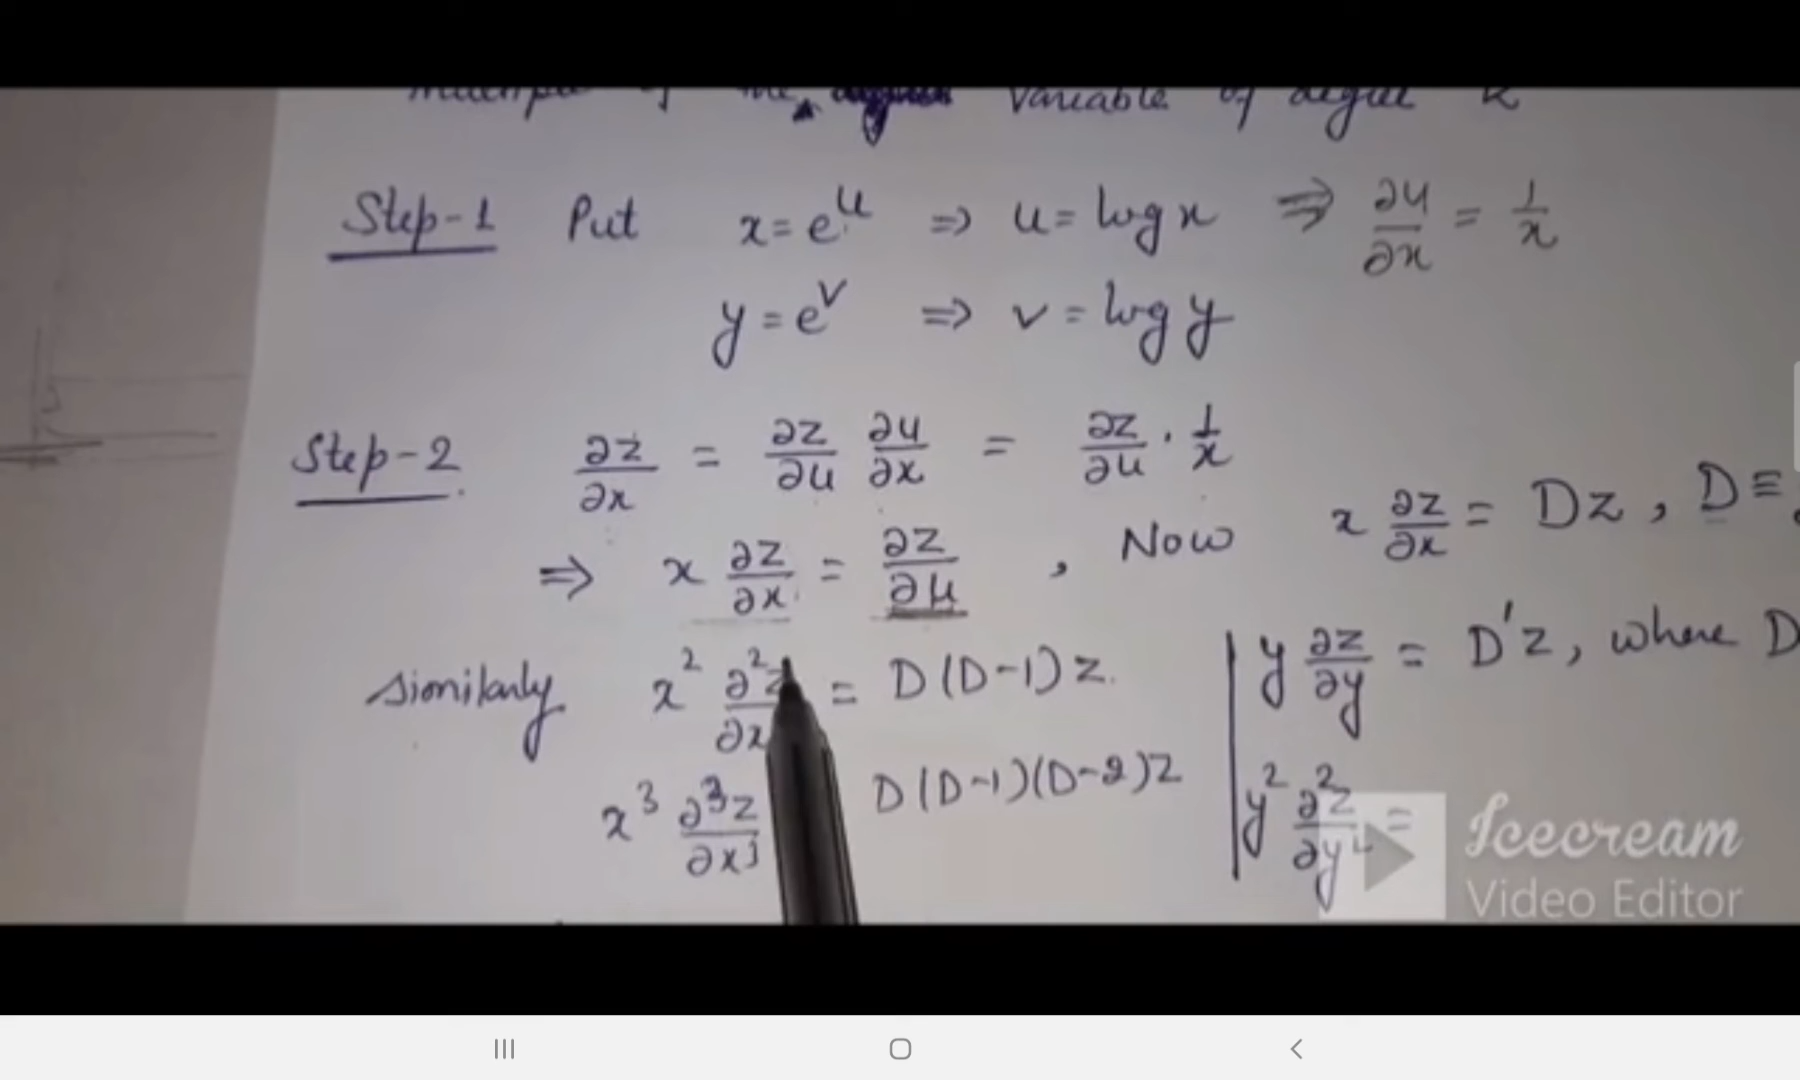 variable of degree k
Step-1 Put x = e^u ⇒ u = log x ⇒ ∂u/∂x = 1/x
y = e^v ⇒ v = log y
Step-2 ∂z/∂x = ∂z/∂u ∂u/∂x = ∂z/∂u · 1/x
⇒ x ∂z/∂x = ∂z/∂u , Now x ∂z/∂x = Dz , D ≡
Similarly x² ∂²z/∂x = D(D-1)z. | y ∂z/∂y = D'z, where D
x³ ∂³z/∂x³ D(D-1)(D-2)z | y² ∂²z/∂y² =
Icecream
Video Editor